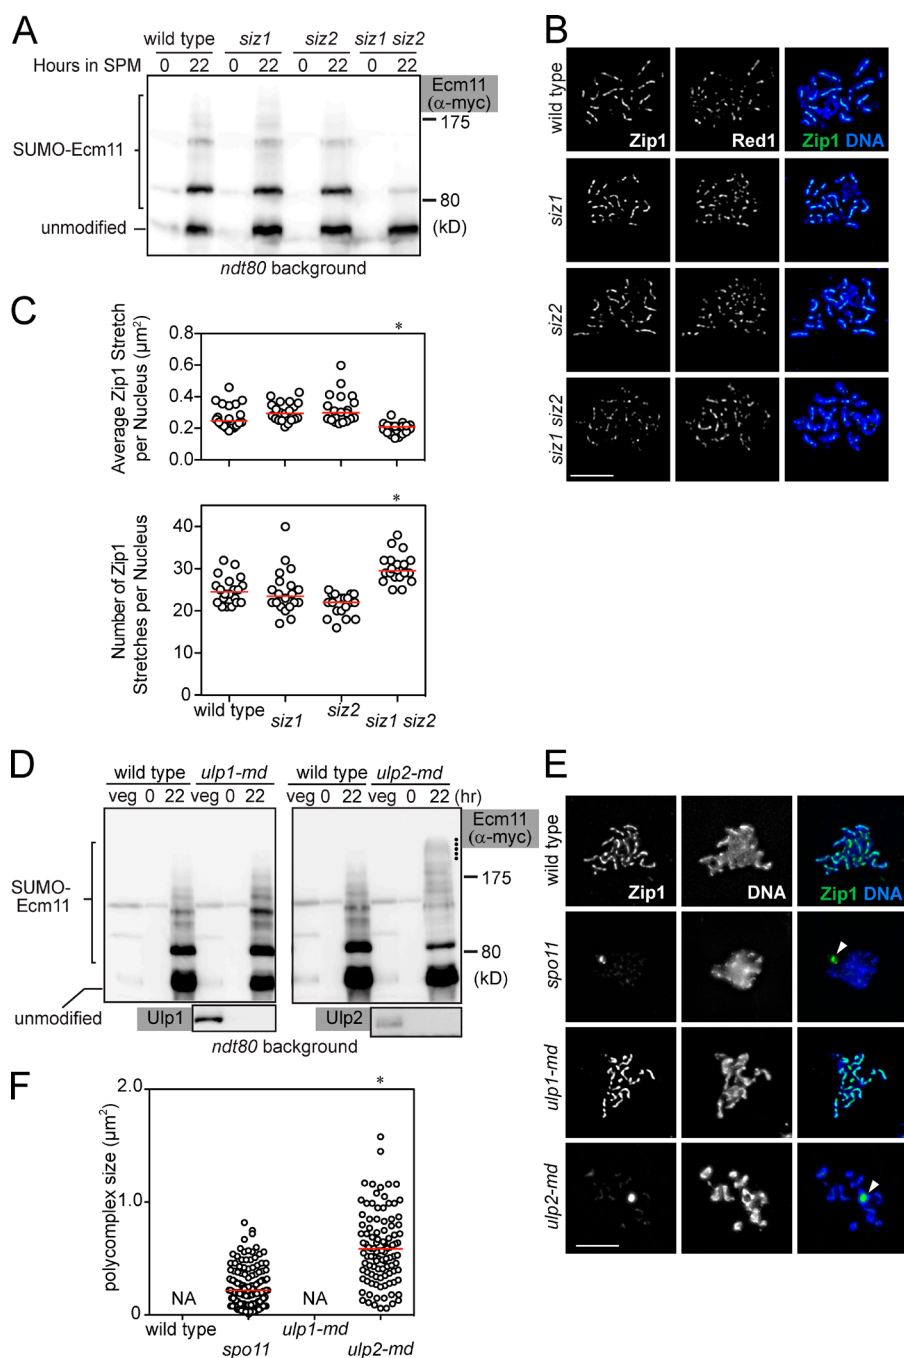 A
wild type siz1 siz2 siz1 siz2
Hours in SPM 0 22 0 22 0 22 0 22
Ecm11
(α-myc)
175
SUMO-Ecm11
80
unmodified
(kD)
ndt80 background
B
wild type
Zip1 Red1 Zip1 DNA
siz1
siz2
siz1 siz2
C
Average Zip1 Stretch
per Nucleus (μm²)
0.8
0.6
0.4
0.2
0.0
*
Number of Zip1
Stretches per Nucleus
40
30
20
10
0
*
wild type siz1 siz2 siz1 siz2
D
wild type ulp1-md wild type ulp2-md
veg 0 22 veg 0 22 veg 0 22 veg 0 22 (hr)
Ecm11
(α-myc)
175
SUMO-
Ecm11
80
(kD)
unmodified
Ulp1 Ulp2
ndt80 background
E
wild type
Zip1 DNA Zip1 DNA
spo11
ulp1-md
ulp2-md
F
polycomplex size (μm²)
2.0
1.0
0
*
NA NA
wild type spo11 ulp1-md ulp2-md